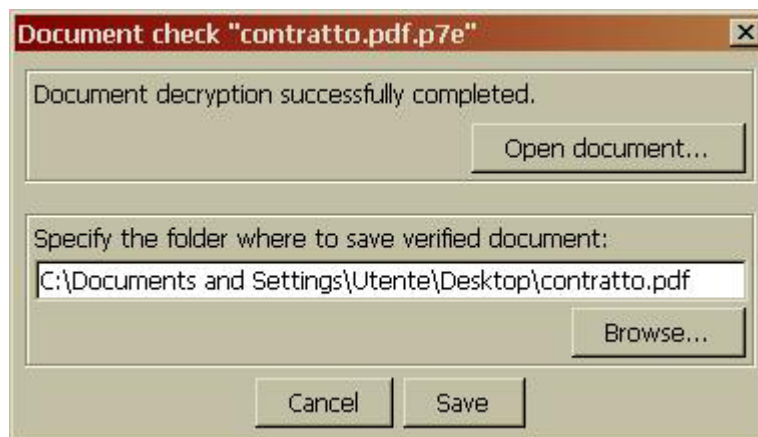 Document check "contratto.pdf.p7e"
Document decryption successfully completed.
Open document...
Specify the folder where to save verified document:
C:\Documents and Settings\Utente\Desktop\contratto.pdf
Browse...
Cancel Save